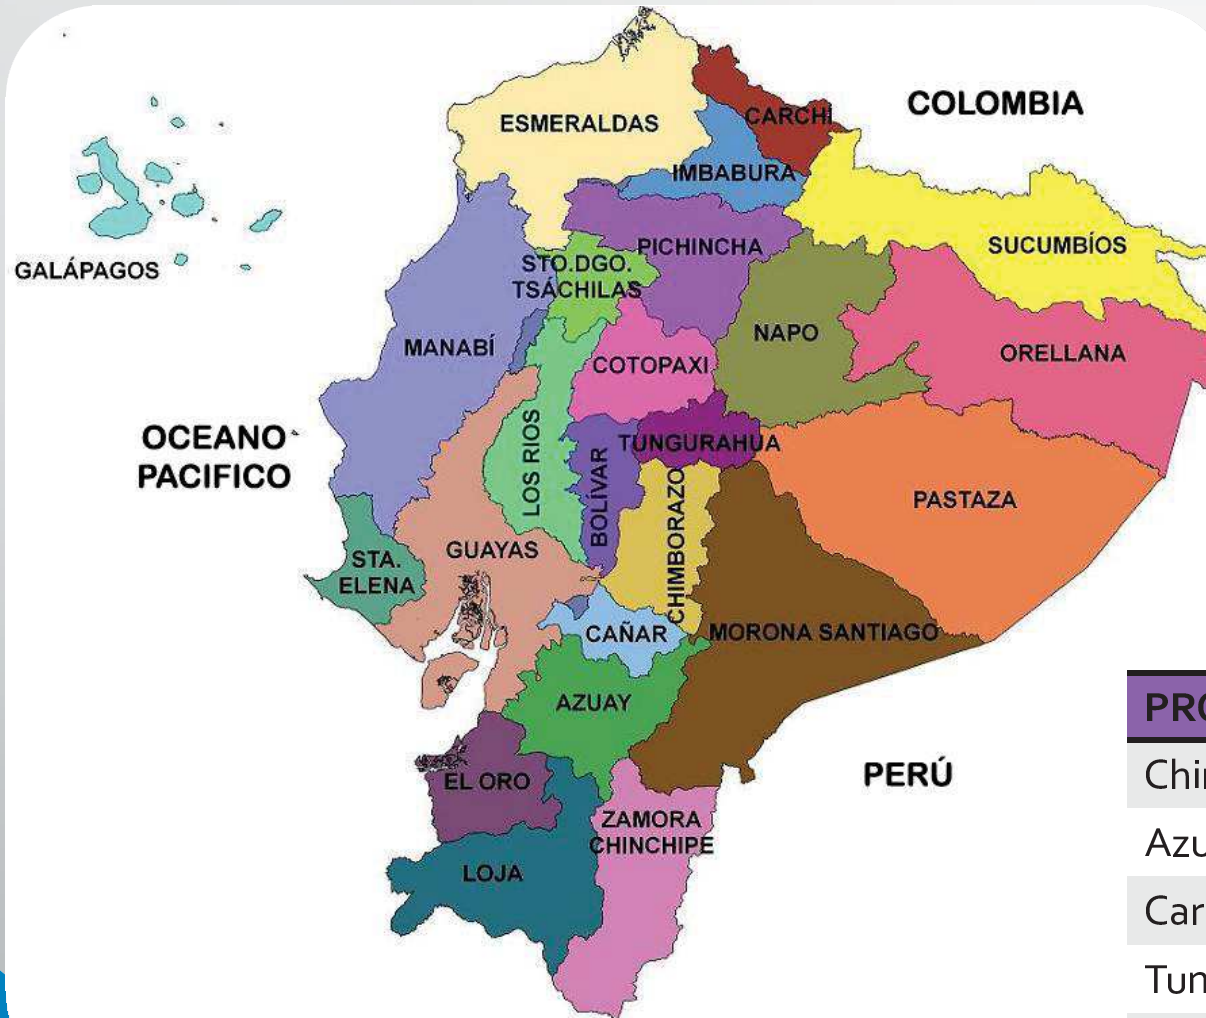 COLOMBIA
ESMERALDAS
CARCHI
IMBABURA
GALÁPAGOS
PICHINCHA
SUCUMBÍOS
STO.DGO.
TSÁCHILAS
MANABÍ
NAPO
COTOPAXI
ORELLANA
OCEANO
PACIFICO
LOS RIOS
BOLÍVAR
TUNGURAHUA
CHIMBORAZO
PASTAZA
GUAYAS
STA.
ELENA
CAÑAR
MORONA SANTIAGO
AZUAY
PERÚ
EL ORO
ZAMORA
CHINCHIPE
LOJA